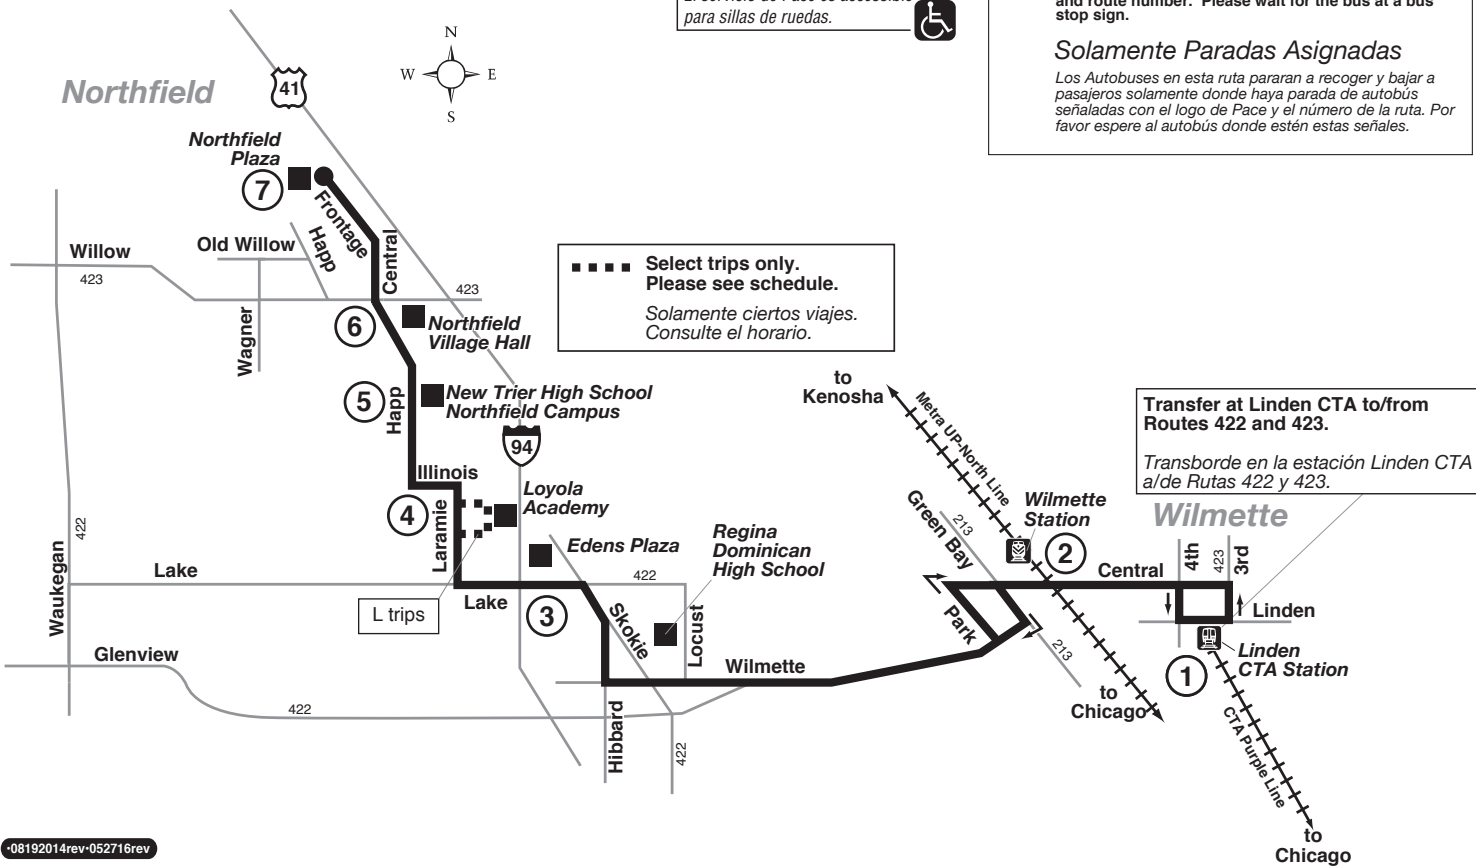 El servicio de Pace es accessible
para sillas de ruedas.
and route number. Please wait for the bus at a bus
stop sign.
Solamente Paradas Asignadas
Los Autobuses en esta ruta pararan a recoger y bajar a
pasajeros solamente donde haya parada de autobús
señaladas con el logo de Pace y el número de la ruta. Por
favor espere al autobús donde estén estas señales.
N
W
E
S
Northfield
41
Northfield
Plaza
7
Frontage
Happ
Central
Willow
423
Old Willow
423
Wagner
6
Northfield
Village Hall
Select trips only.
Please see schedule.
Solamente ciertos viajes.
Consulte el horario.
5
Happ
New Trier High School
Northfield Campus
94
to
Kenosha
Metra UP-North Line
Transfer at Linden CTA to/from
Routes 422 and 423.
Transborde en la estación Linden CTA
a/de Rutas 422 y 423.
Illinois
4
Laramie
Loyola
Academy
Edens Plaza
Regina
Dominican
High School
Green Bay
213
Wilmette
Station
2
Wilmette
4th
423
3rd
Central
422
Waukegan
Lake
422
L trips
Lake
3
Skokie
Locust
Park
Linden
213
Linden
CTA Station
1
Glenview
Wilmette
to
Chicago
422
Hibbard
422
CTA Purple Line
to
Chicago
•08192014rev•052716rev